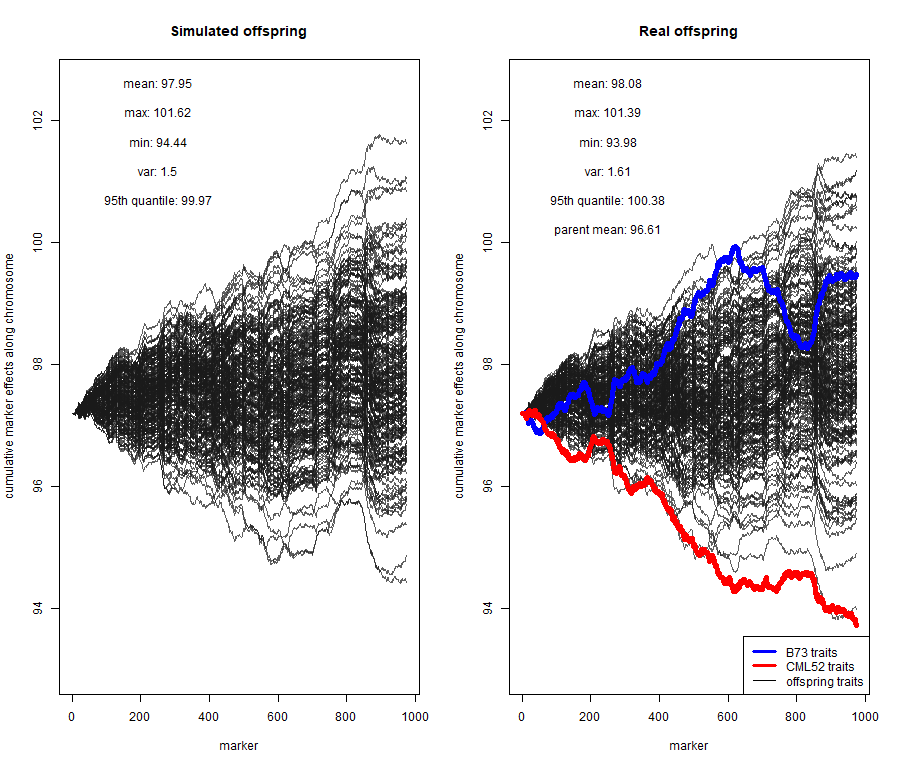 Simulated offspring
mean: 97.95
max: 101.62
min: 94.44
var: 1.5
95th quantile: 99.97
cumulative marker effects along chromosome
94
96
98
100
102
0
200
400
600
800
1000
marker
Real offspring
mean: 98.08
max: 101.39
min: 93.98
var: 1.61
95th quantile: 100.38
parent mean: 96.61
cumulative marker effects along chromosome
94
96
98
100
102
B73 traits
CML52 traits
offspring traits
0
200
400
600
800
1000
marker